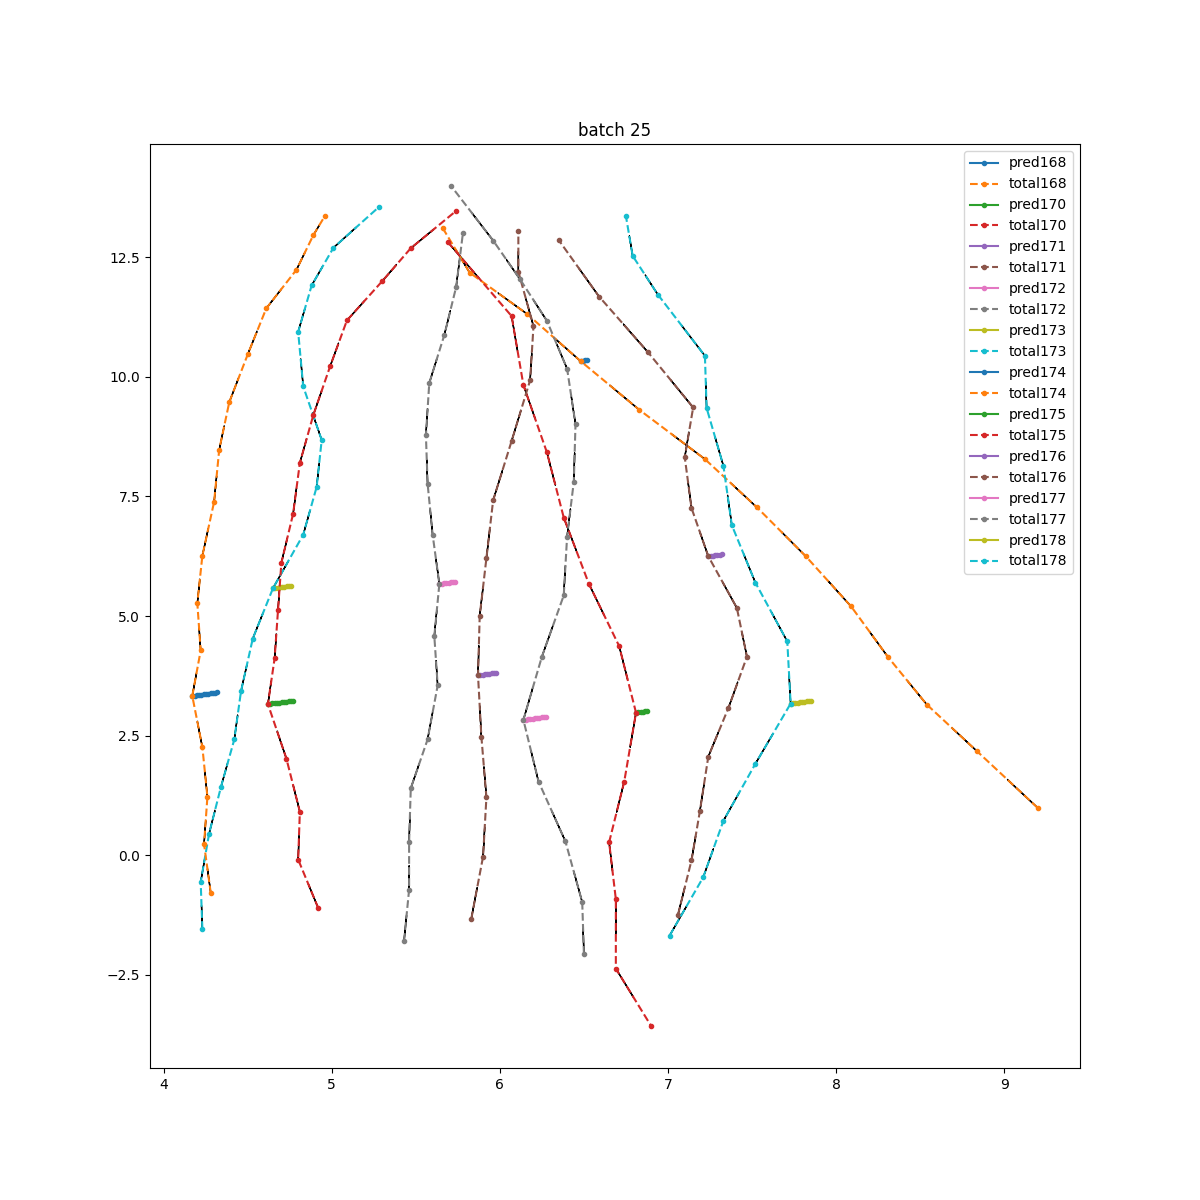 batch 25
pred168
total168
pred170
total170
pred171
total171
pred172
total172
pred173
total173
pred174
total174
pred175
total175
pred176
total176
pred177
total177
pred178
total178
12.5
10.0
7.5
5.0
2.5
0.0
−2.5
4 5 6 7 8 9